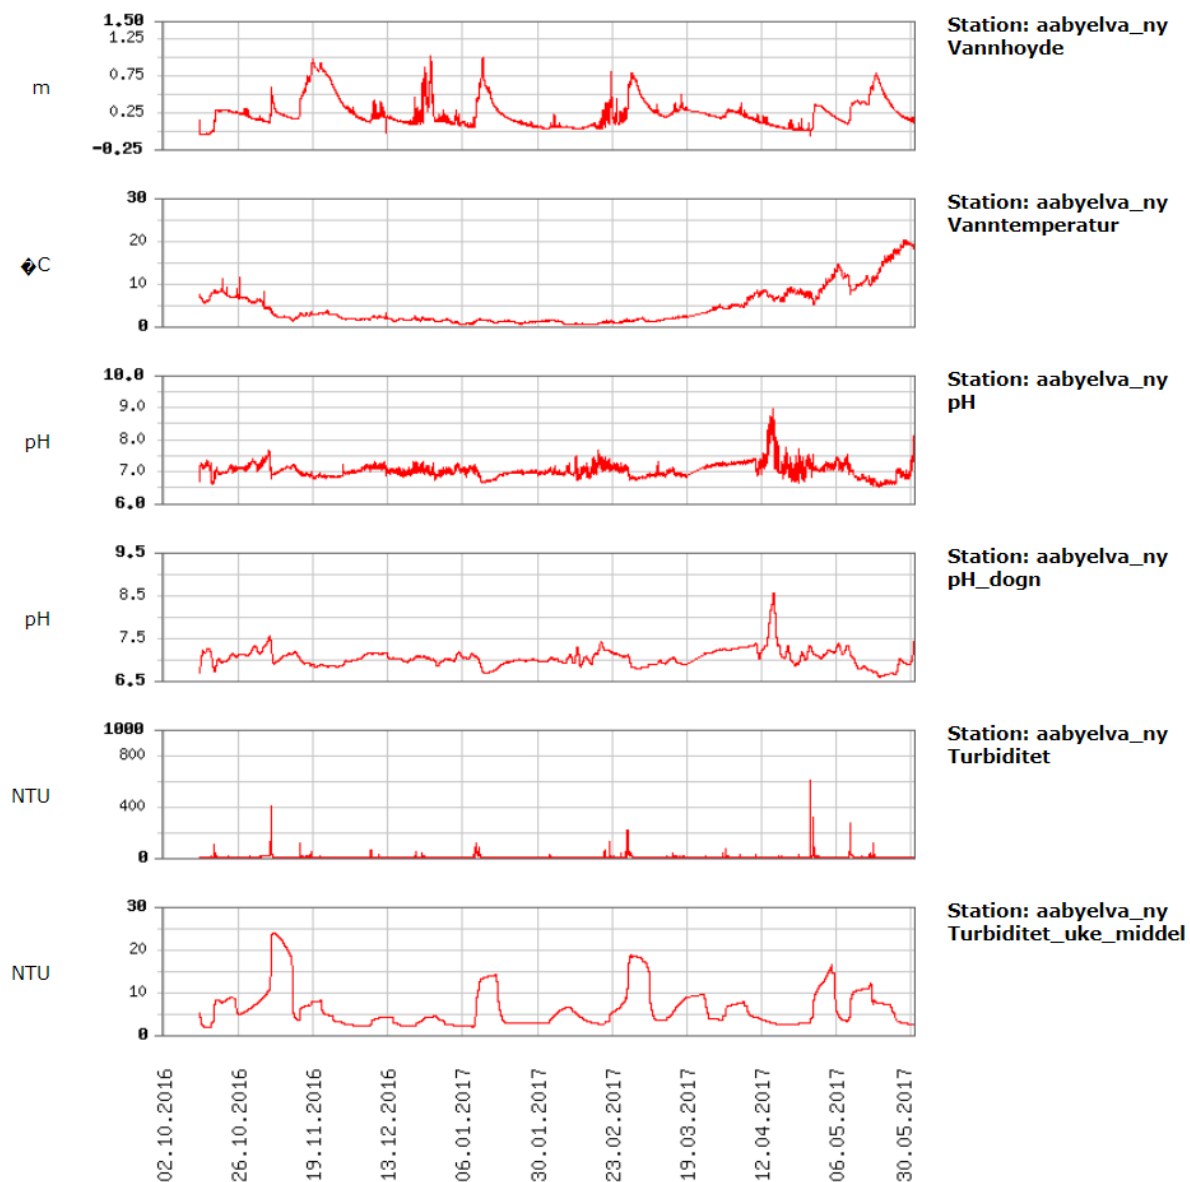 1.50
1.25
0.75
0.25
-0.25
m
Station: aabyelva_ny
Vannhoyde
30
20
10
0
�C
Station: aabyelva_ny
Vanntemperatur
10.0
9.0
8.0
7.0
6.0
pH
Station: aabyelva_ny
pH
9.5
8.5
7.5
6.5
pH
Station: aabyelva_ny
pH_dogn
1000
800
400
0
NTU
Station: aabyelva_ny
Turbiditet
30
20
10
0
NTU
Station: aabyelva_ny
Turbiditet_uke_middel
02.10.2016
26.10.2016
19.11.2016
13.12.2016
06.01.2017
30.01.2017
23.02.2017
19.03.2017
12.04.2017
06.05.2017
30.05.2017